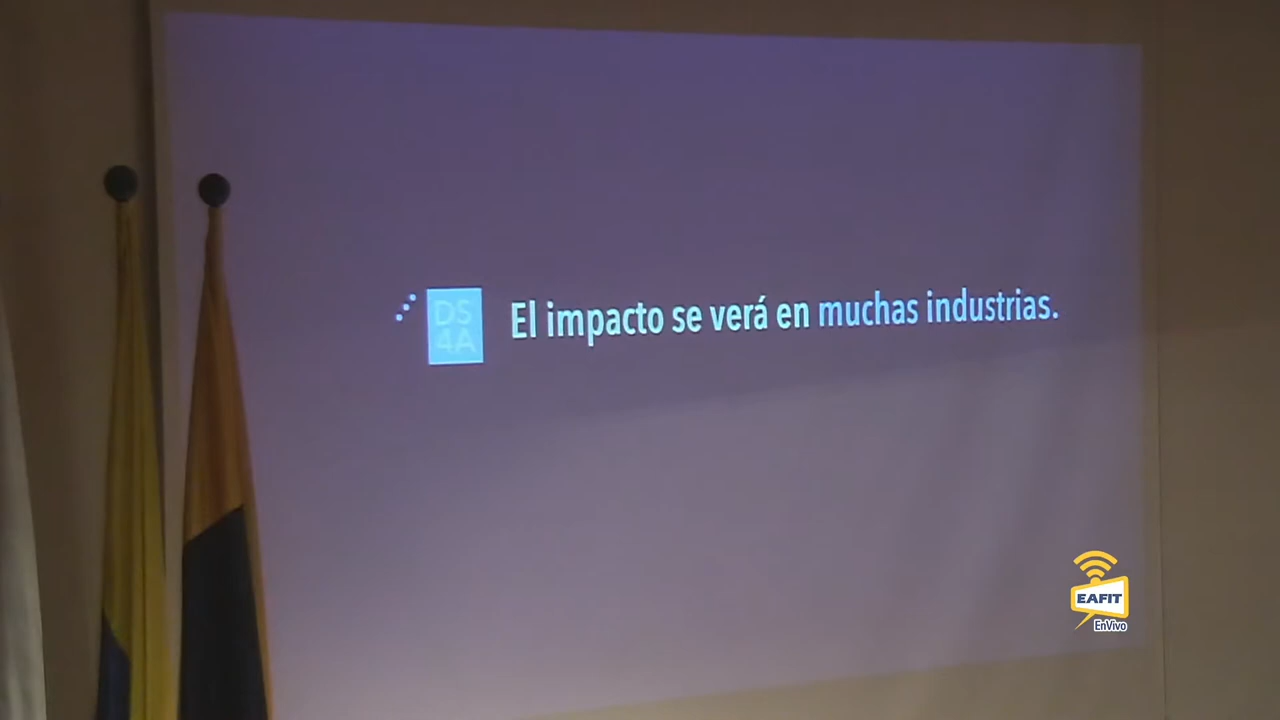 DS
4A
El impacto se verá en muchas industrias.
EAFIT
EnVivo